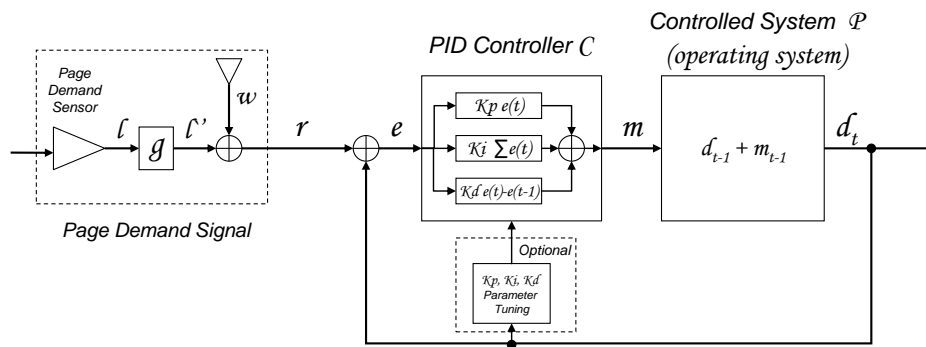 Controlled System P
(operating system)
PID Controller C
Page
Demand
Sensor
w
l
g
l'
r
e
Kp e(t)
Ki ∑ e(t)
Kd e(t)-e(t-1)
m
d_{t-1} + m_{t-1}
d_t
Page Demand Signal
Optional
Kp, Ki, Kd
Parameter
Tuning